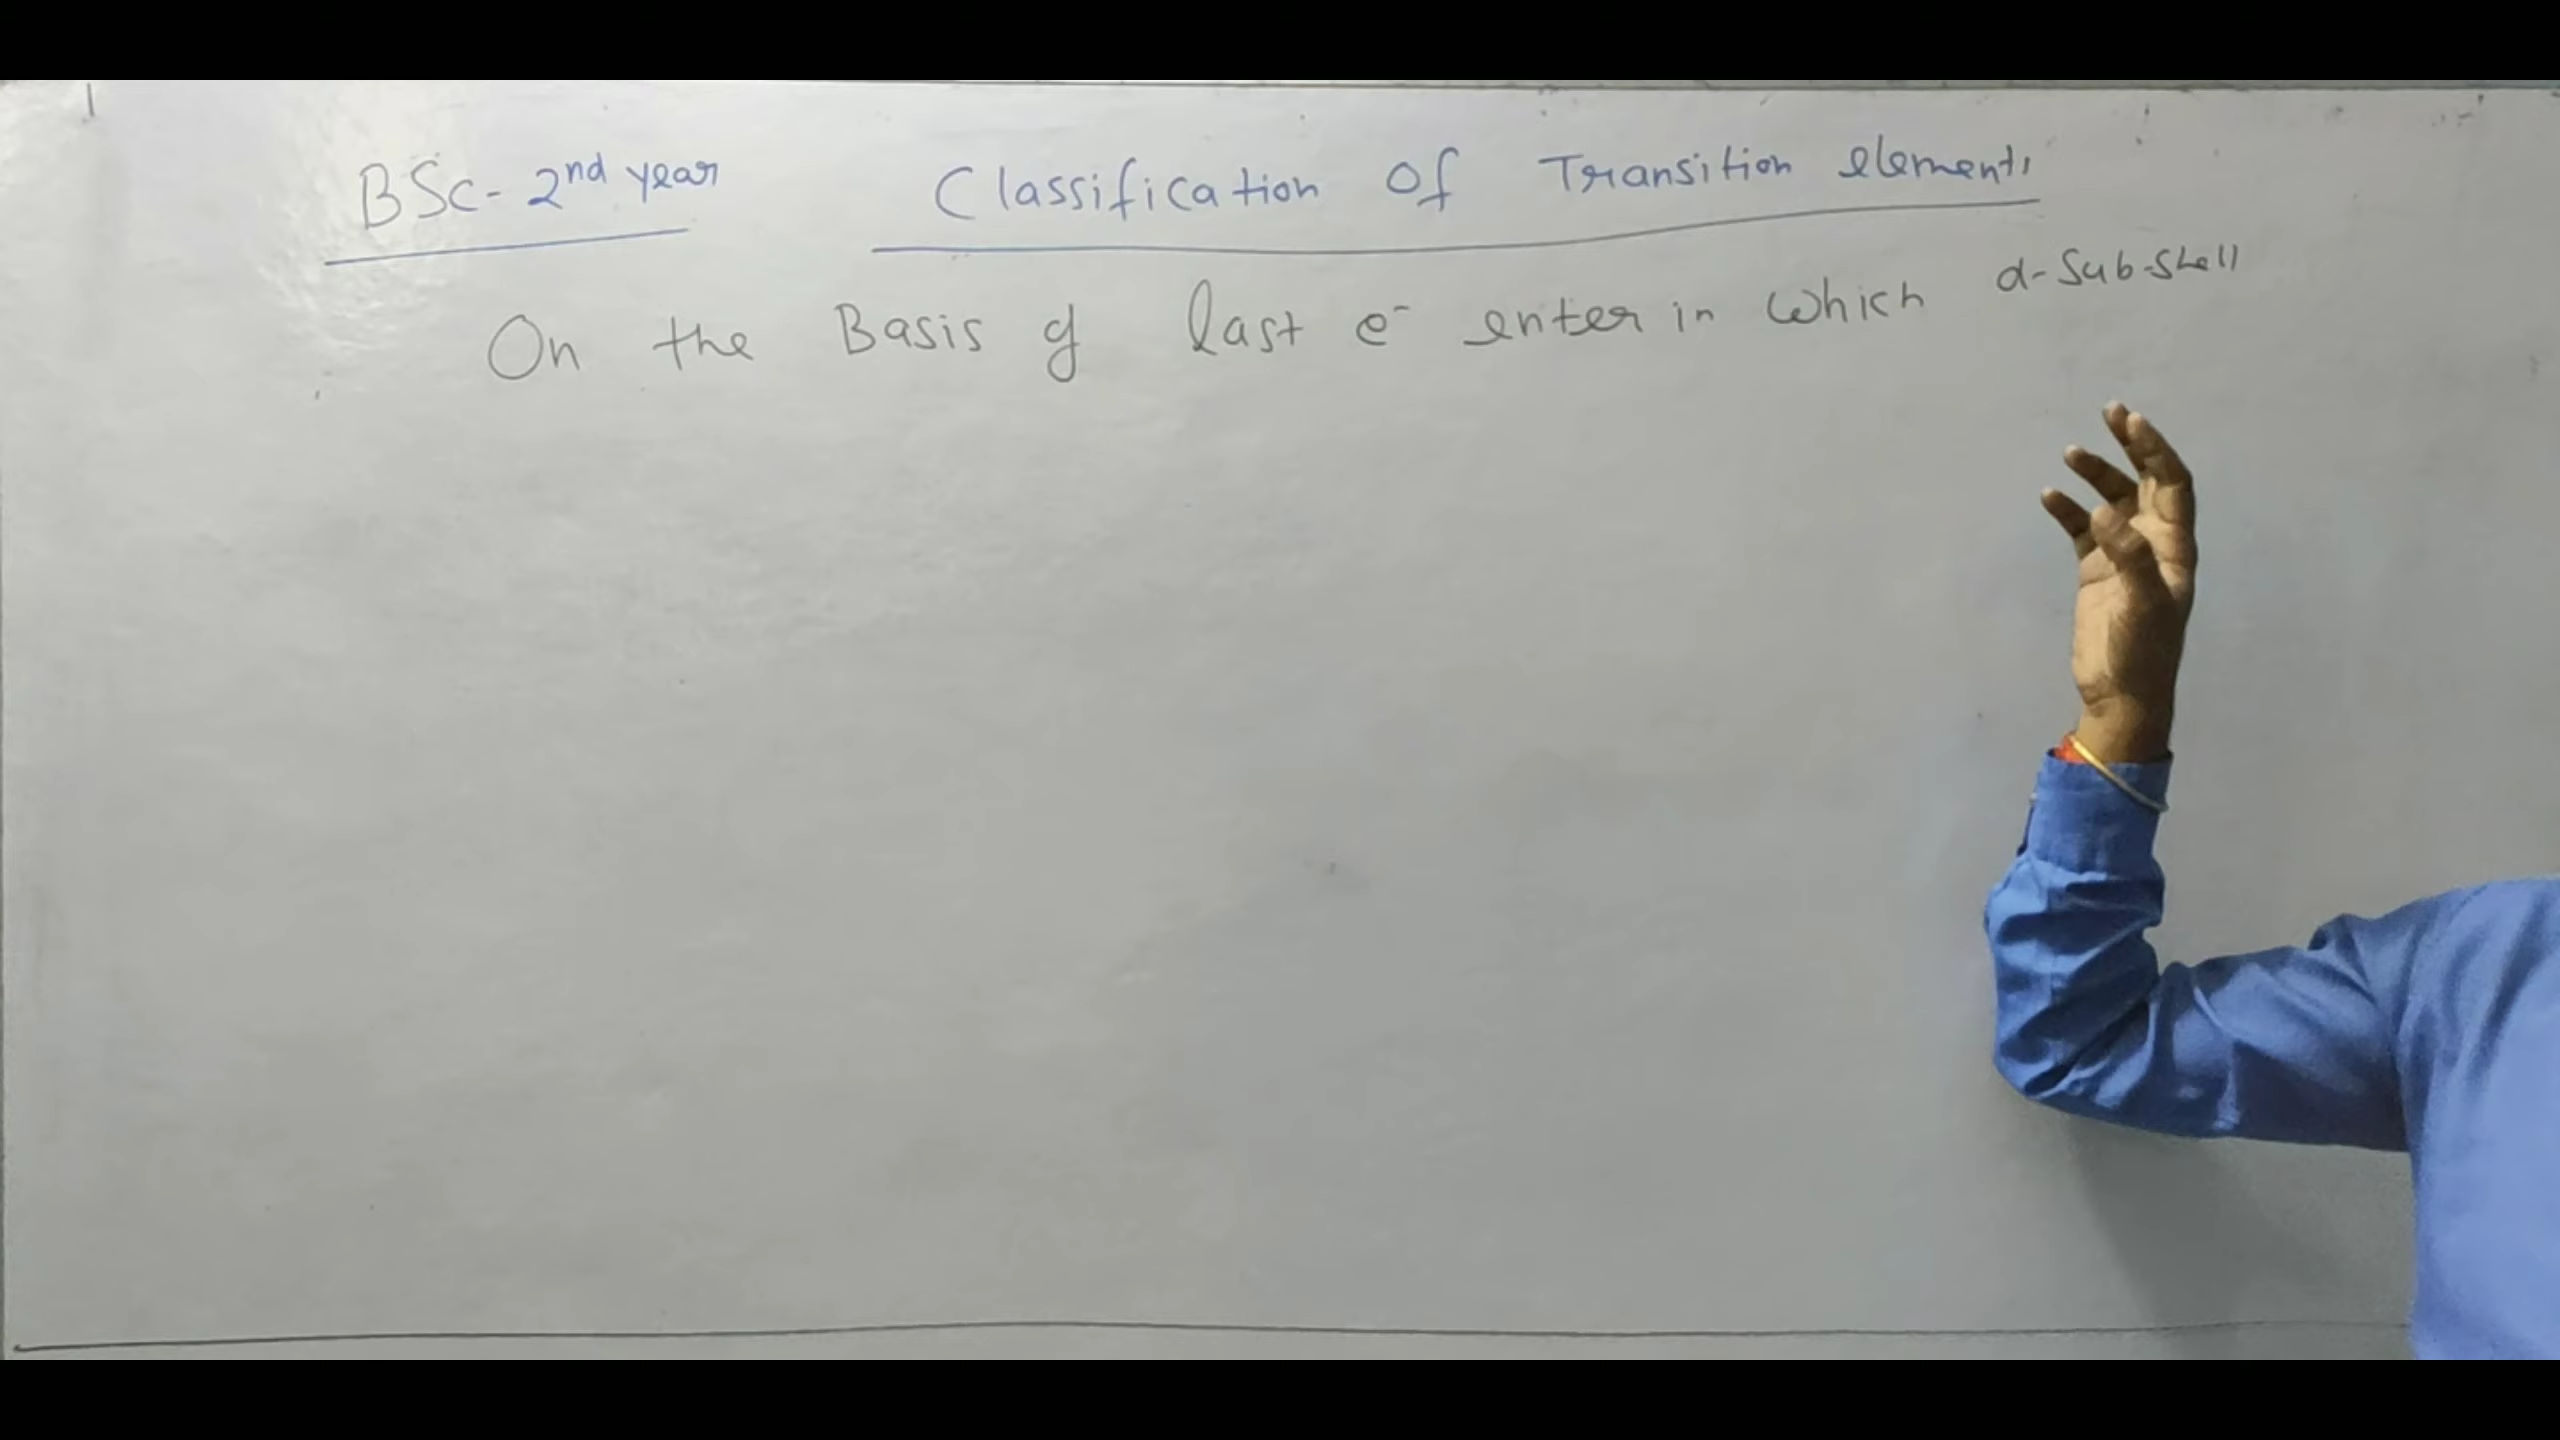 BSc - 2nd year Classification Of Transition elements
On the Basis of last e⁻ enter in which d-Sub-Shell